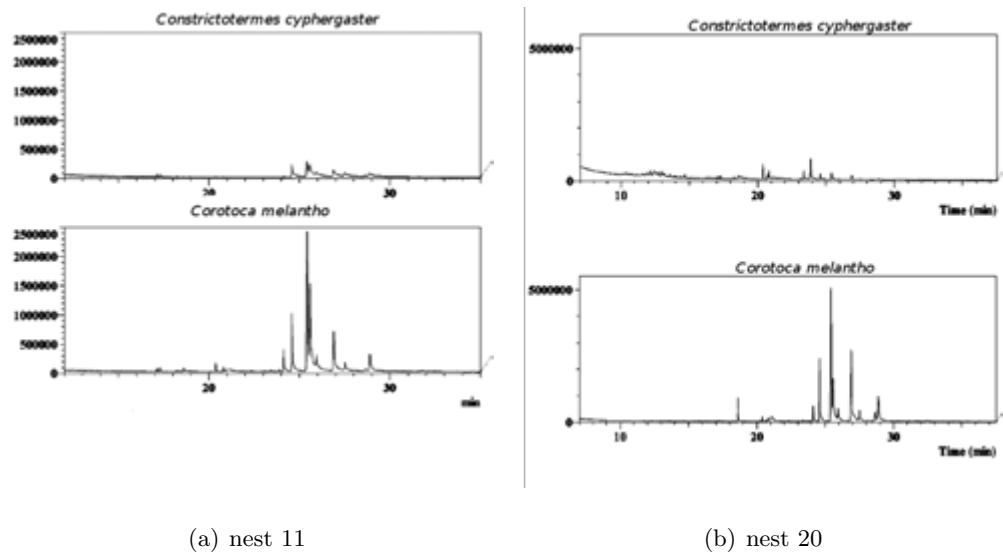 Constrictotermes cyphergaster
2500000
2000000
1500000
1000000
500000
0
20
30
Corotoca melantho
2500000
2000000
1500000
1000000
500000
0
20
30
min
(a) nest 11
Constrictotermes cyphergaster
5000000
0
10
20
30
Time (min)
Corotoca melantho
5000000
0
10
20
30
Time (min)
(b) nest 20